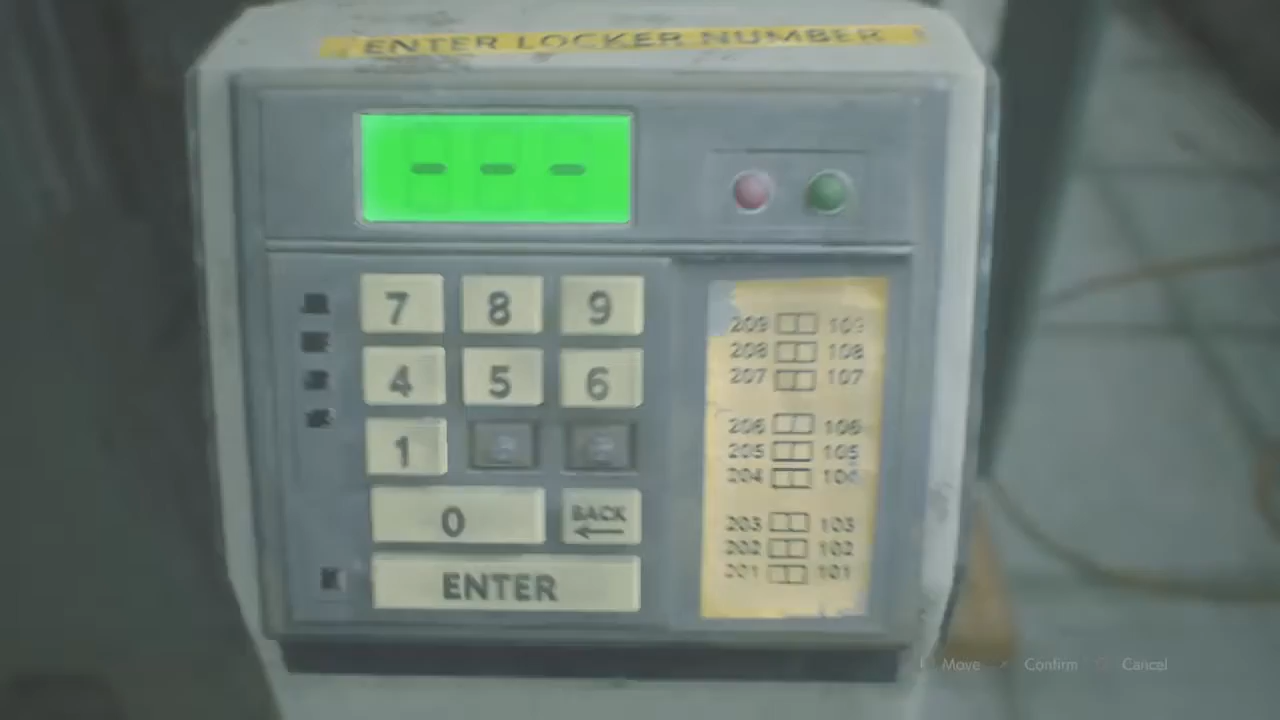 ENTER LOCKER NUMBER
7 8 9
4 5 6
1
0 BACK
ENTER
209 109
208 108
207 107
206 106
205 105
204 104
203 103
202 102
201 101
Move Confirm Cancel